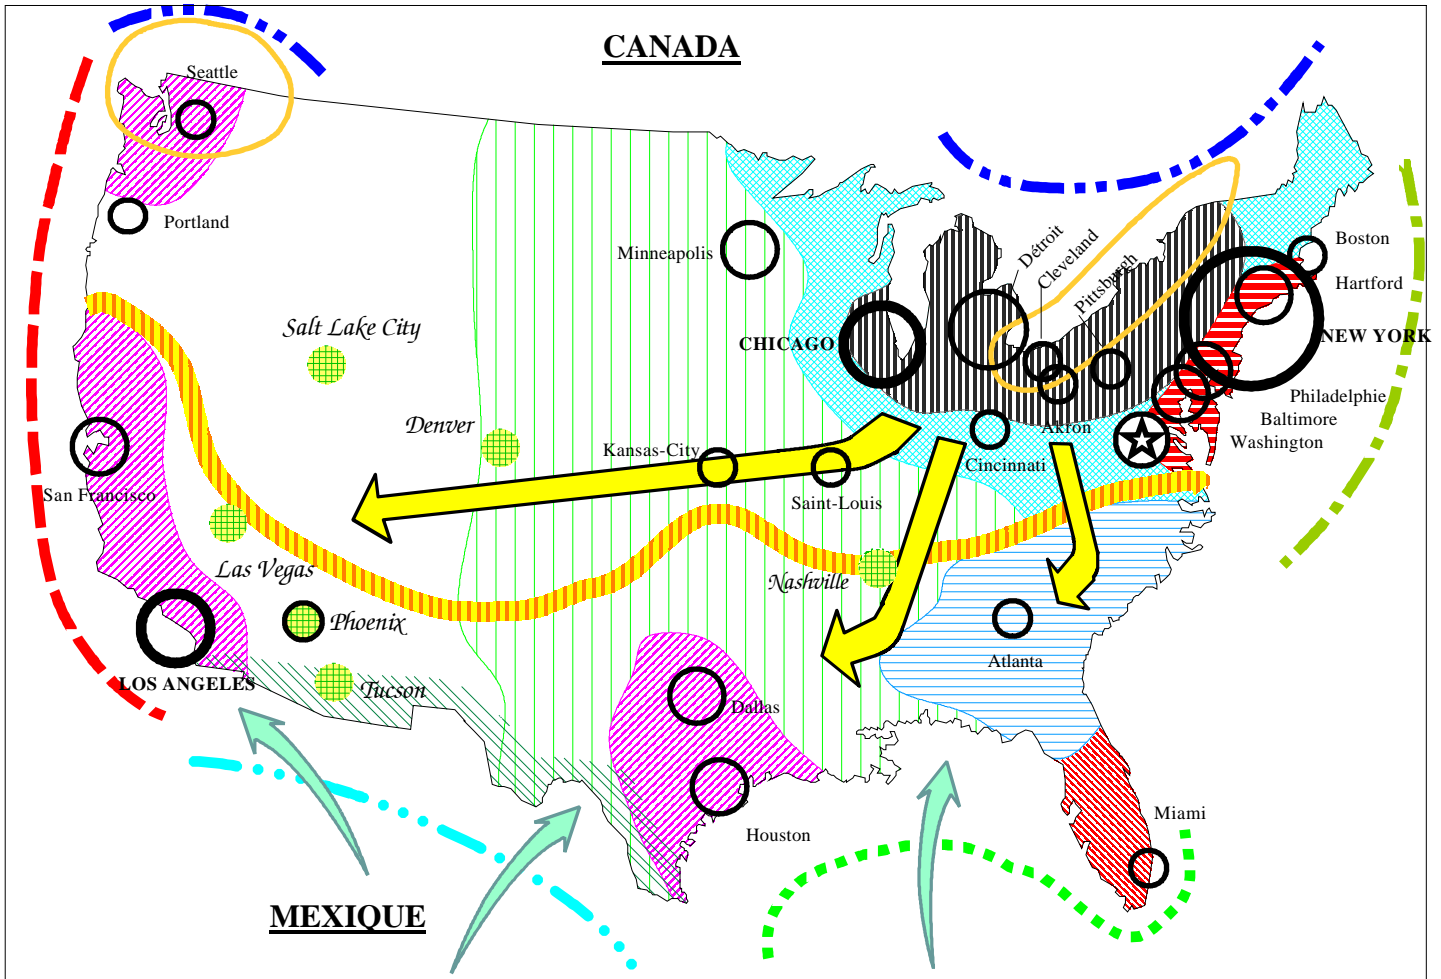 CANADA
Seattle
Portland
Minneapolis
Détroit
Cleveland
Pittsburgh
Boston
Hartford
CHICAGO
NEW YORK
Salt Lake City
Philadelphie
Baltimore
Washington
Akron
Denver
Kansas-City
Cincinnati
San Francisco
Saint-Louis
Las Vegas
Nashville
Phoenix
Atlanta
LOS ANGELES
Tucson
Dallas
Miami
Houston
MEXIQUE